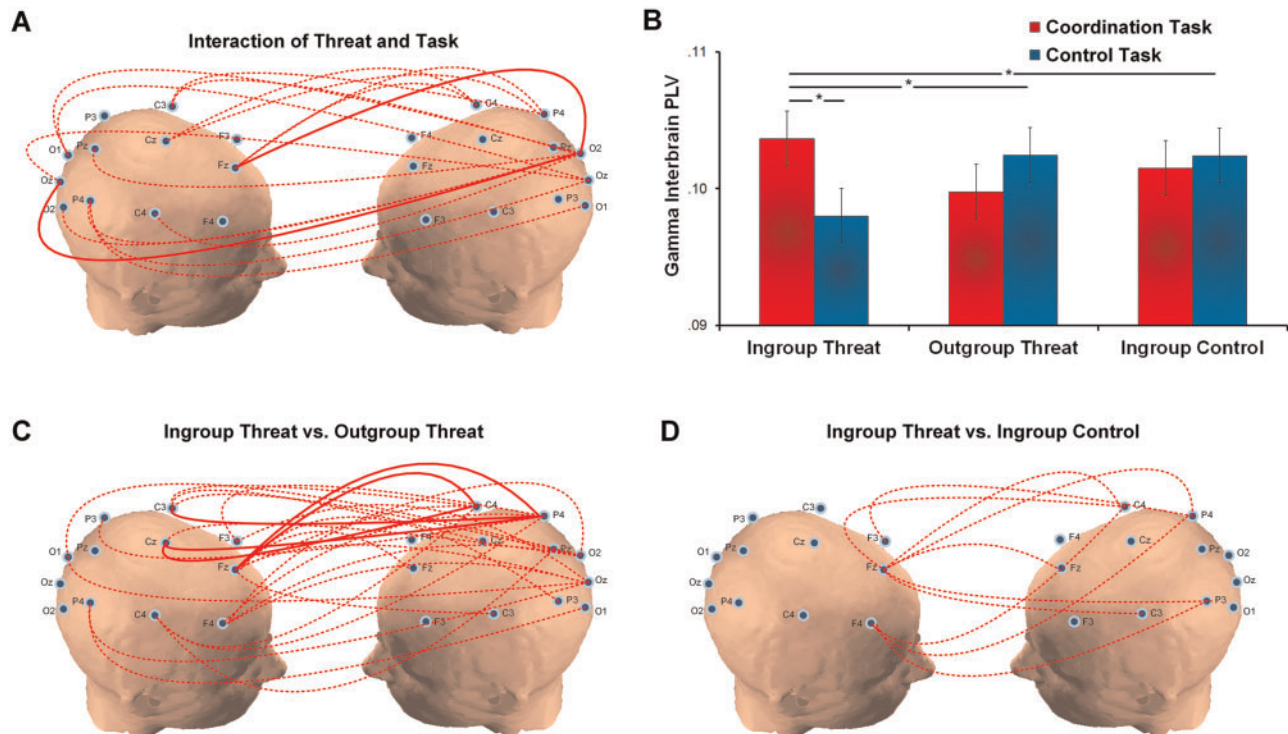 A
Interaction of Threat and Task
C3
P3
Cz
F3
O1
Pz
Fz
Oz
P4
O2
C4
F4
C4
P4
F4
Cz
Pz
O2
Fz
Oz
P3
C3
O1
F3
B
Coordination Task
Control Task
Gamma Interbrain PLV
.11
.10
.09
*
*
*
Ingroup Threat
Outgroup Threat
Ingroup Control
C
Ingroup Threat vs. Outgroup Threat
C3
P3
Cz
F3
O1
Pz
Fz
Oz
P4
O2
C4
F4
C4
P4
F4
Cz
Pz
O2
Fz
Oz
P3
C3
O1
F3
D
Ingroup Threat vs. Ingroup Control
C3
P3
Cz
F3
O1
Pz
Fz
Oz
P4
O2
C4
F4
C4
P4
F4
Cz
Pz
O2
Fz
Oz
P3
C3
O1
F3